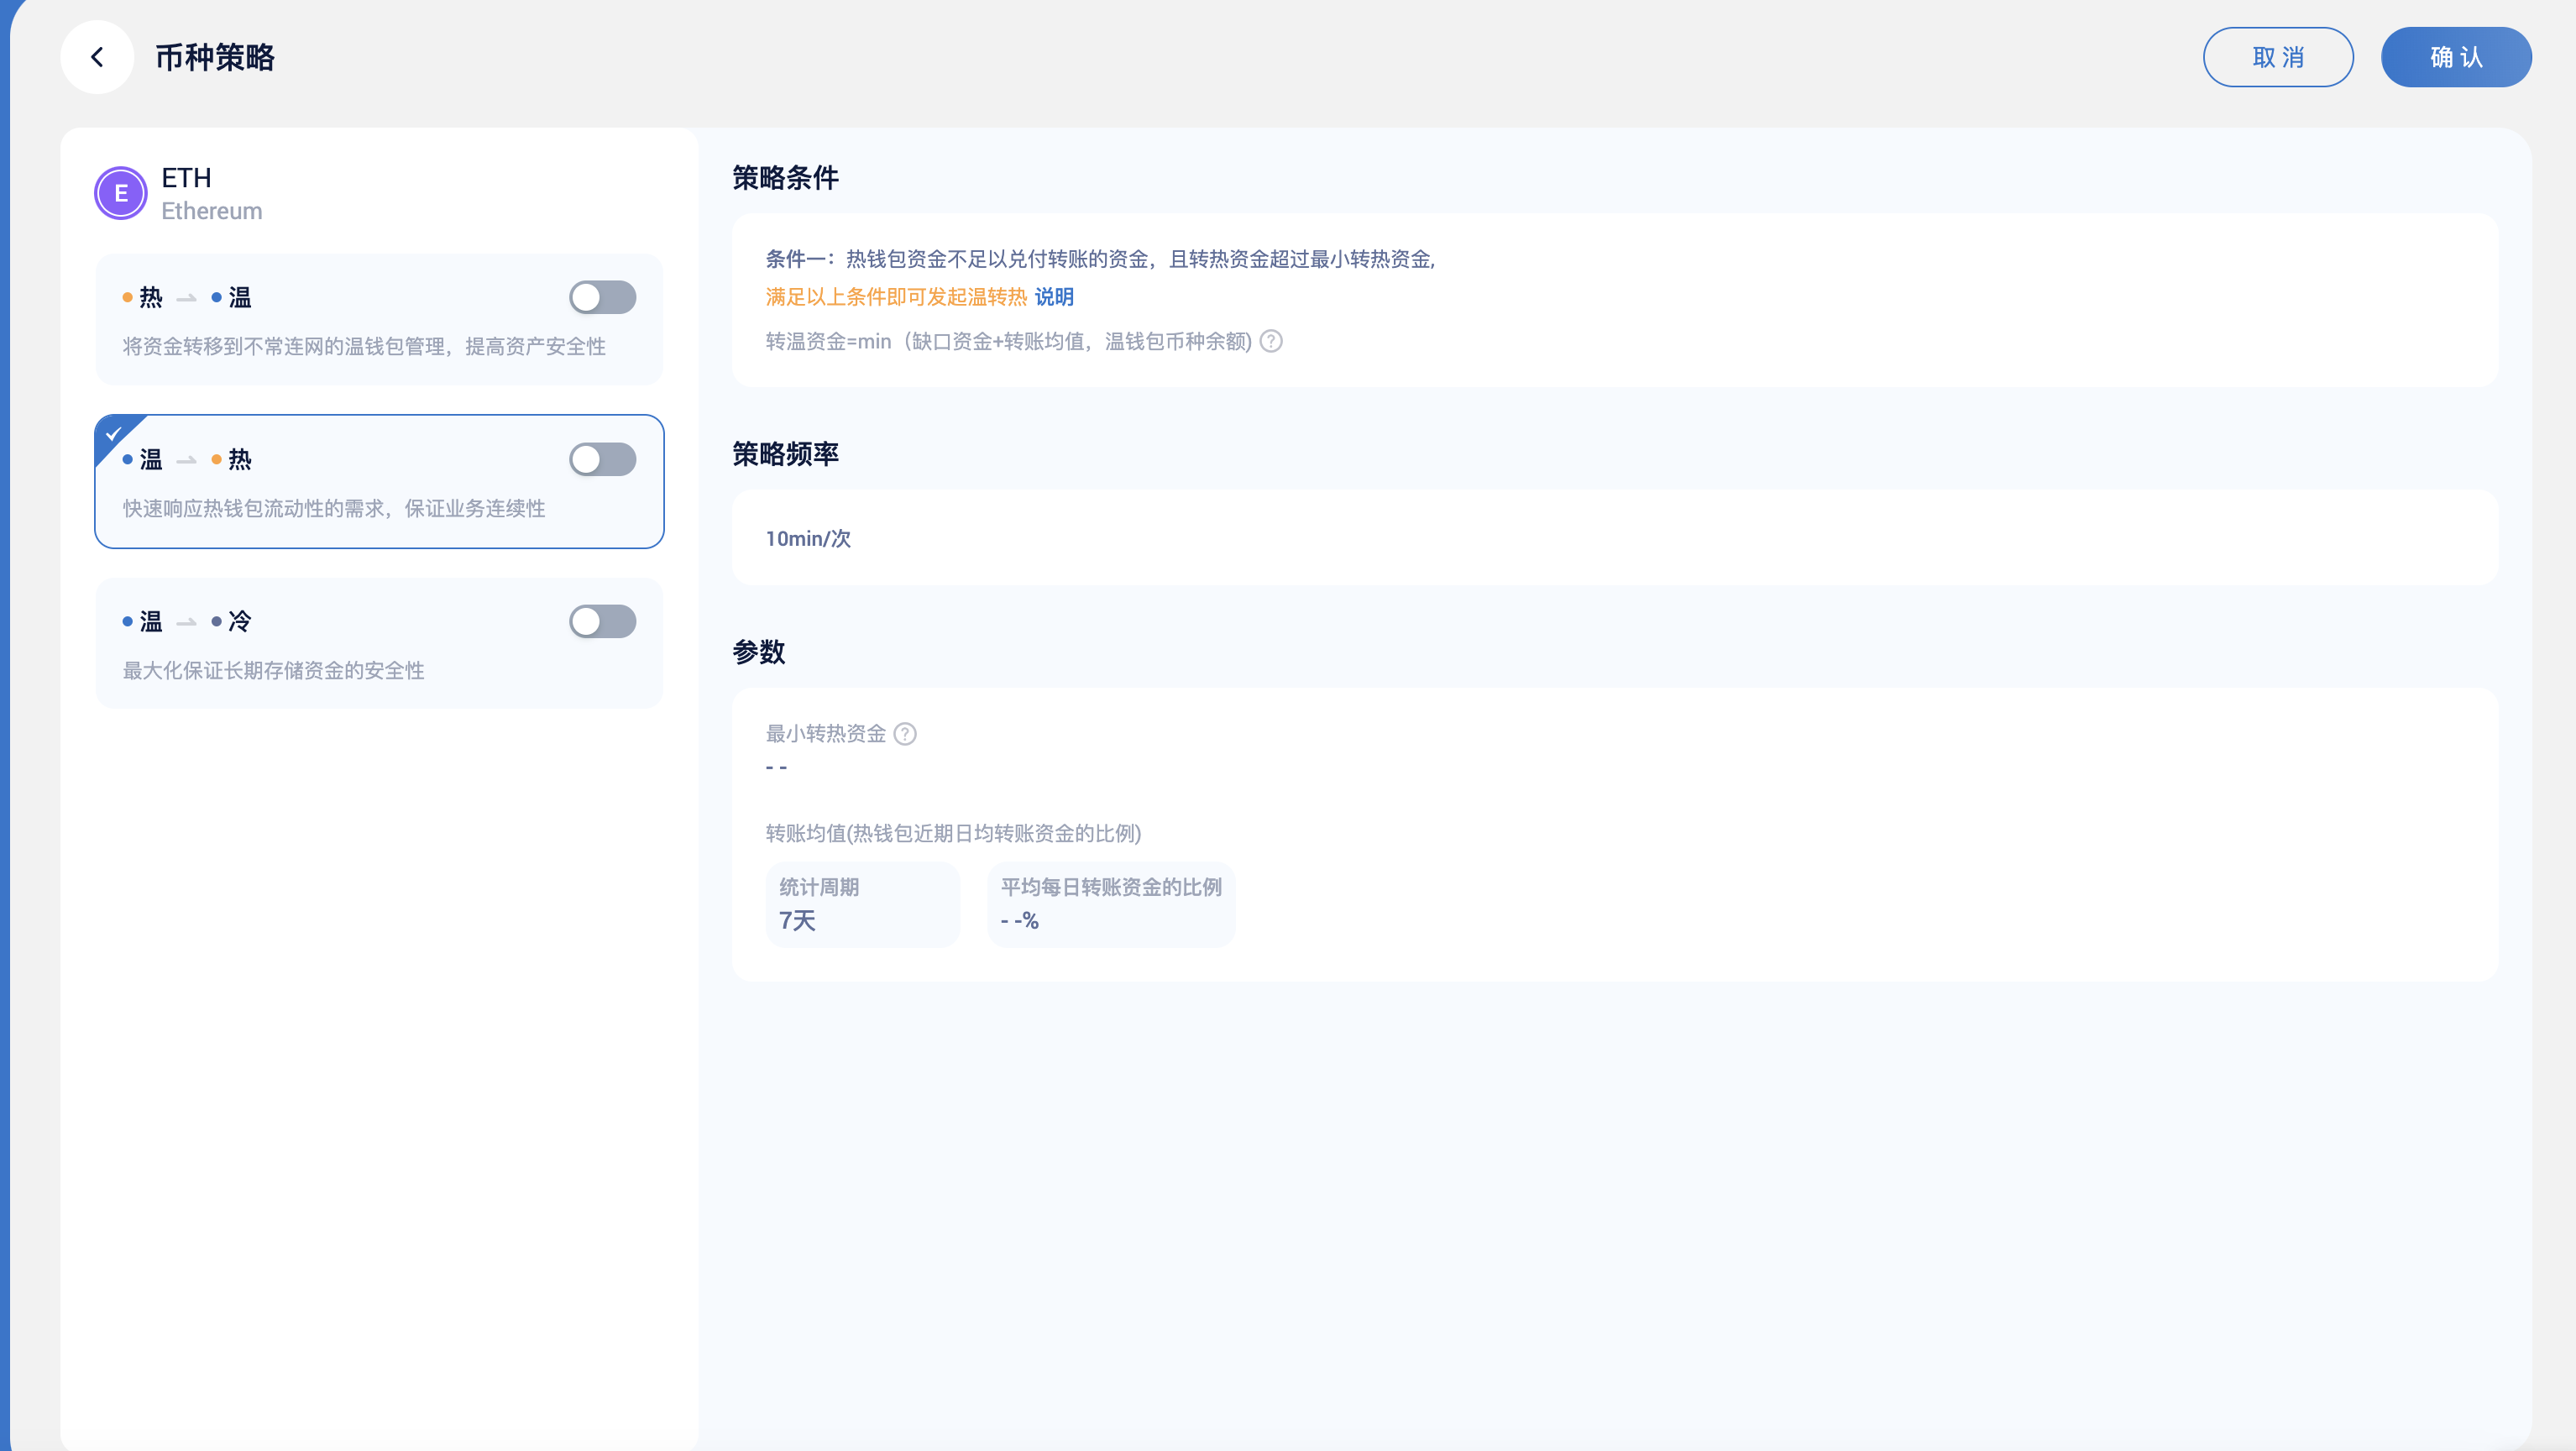 币种策略
取消
确认
E
ETH
Ethereum
热 温
将资金转移到不常连网的温钱包管理，提高资产安全性
温 热
快速响应热钱包流动性的需求，保证业务连续性
温 冷
最大化保证长期存储资金的安全性
策略条件
条件一：热钱包资金不足以兑付转账的资金，且转热资金超过最小转热资金,
满足以上条件即可发起温转热 说明
转温资金=min（缺口资金+转账均值，温钱包币种余额) ?
策略频率
10min/次
参数
最小转热资金 ?
- -
转账均值(热钱包近期日均转账资金的比例)
统计周期
7天
平均每日转账资金的比例
- -%